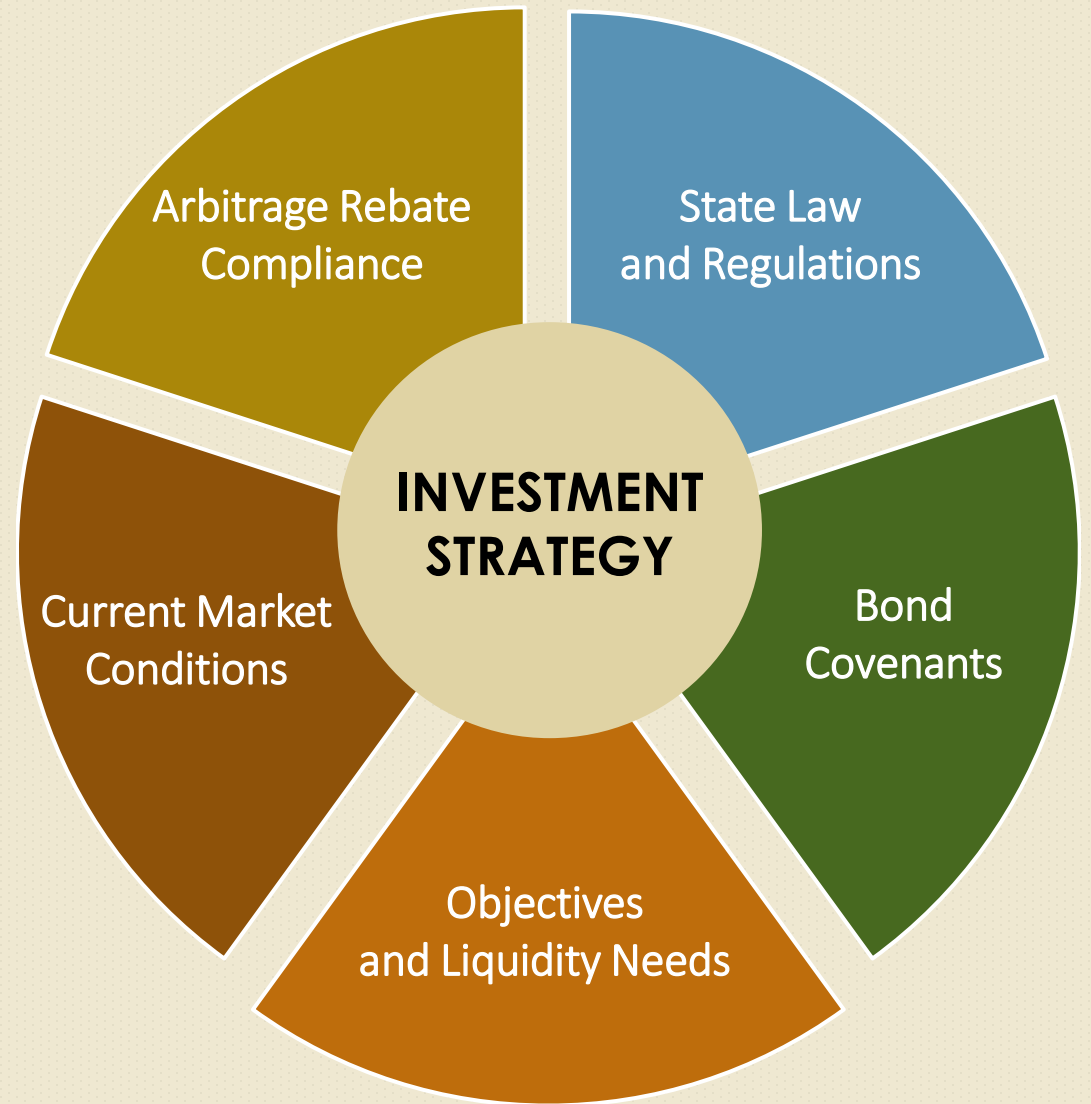 Arbitrage Rebate
Compliance
State Law
and Regulations
INVESTMENT
STRATEGY
Current Market
Conditions
Bond
Covenants
Objectives
and Liquidity Needs